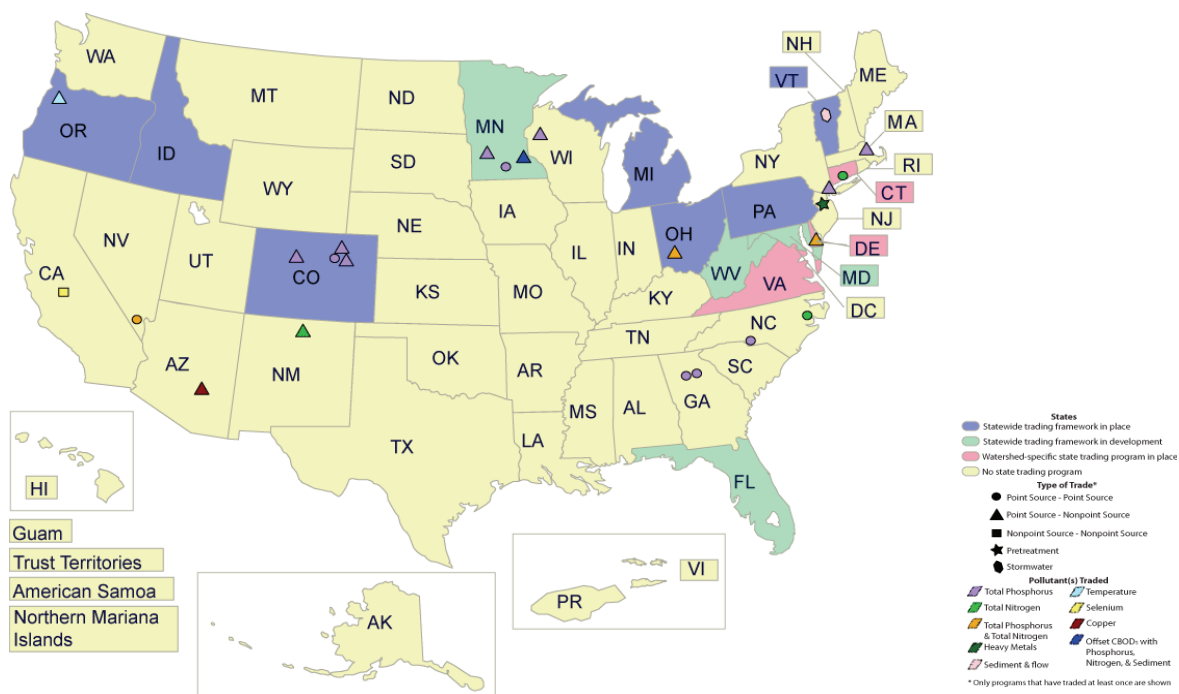 NH
WA
VT
ME
MT
ND
MN
OR
MA
ID
WI
SD
NY
RI
WY
MI
CT
IA
PA
NE
NJ
NV
OH
IL
IN
DE
UT
CO
WV
MD
CA
VA
KS
MO
KY
DC
NC
TN
OK
AZ
NM
AR
SC
GA
MS
AL
TX
LA
FL
HI
Guam
Trust Territories
American Samoa
Northern Mariana
Islands
AK
PR
VI
States
Statewide trading framework in place
Statewide trading framework in development
Watershed-specific state trading program in place
No state trading program
Type of Trade*
Point Source - Point Source
Point Source - Nonpoint Source
Nonpoint Source - Nonpoint Source
Pretreatment
Stormwater
Pollutant(s) Traded
Total Phosphorus
Total Nitrogen
Total Phosphorus
& Total Nitrogen
Heavy Metals
Sediment & flow
Temperature
Selenium
Copper
Offset CBOD₅ with
Phosphorus,
Nitrogen, & Sediment
* Only programs that have traded at least once are shown